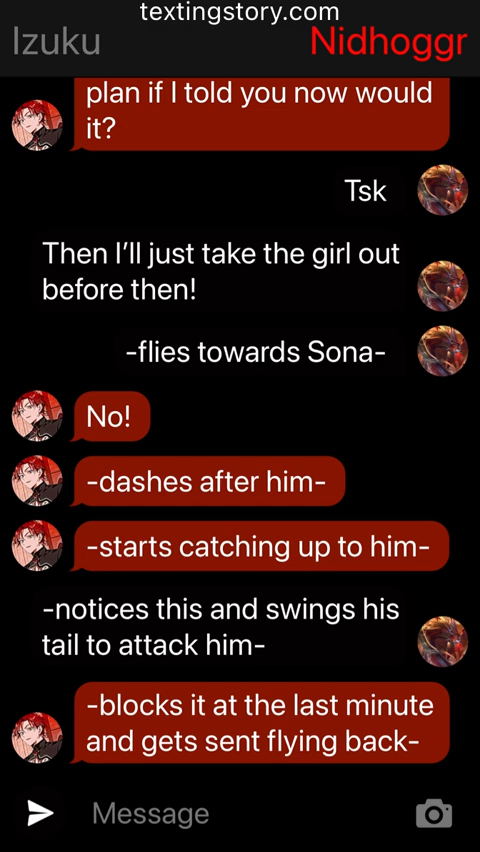 textingstory.com
Izuku
Nidhoggr
plan if I told you now would
it?
Tsk
Then I’ll just take the girl out
before then!
-flies towards Sona-
No!
-dashes after him-
-starts catching up to him-
-notices this and swings his
tail to attack him-
-blocks it at the last minute
and gets sent flying back-
Message